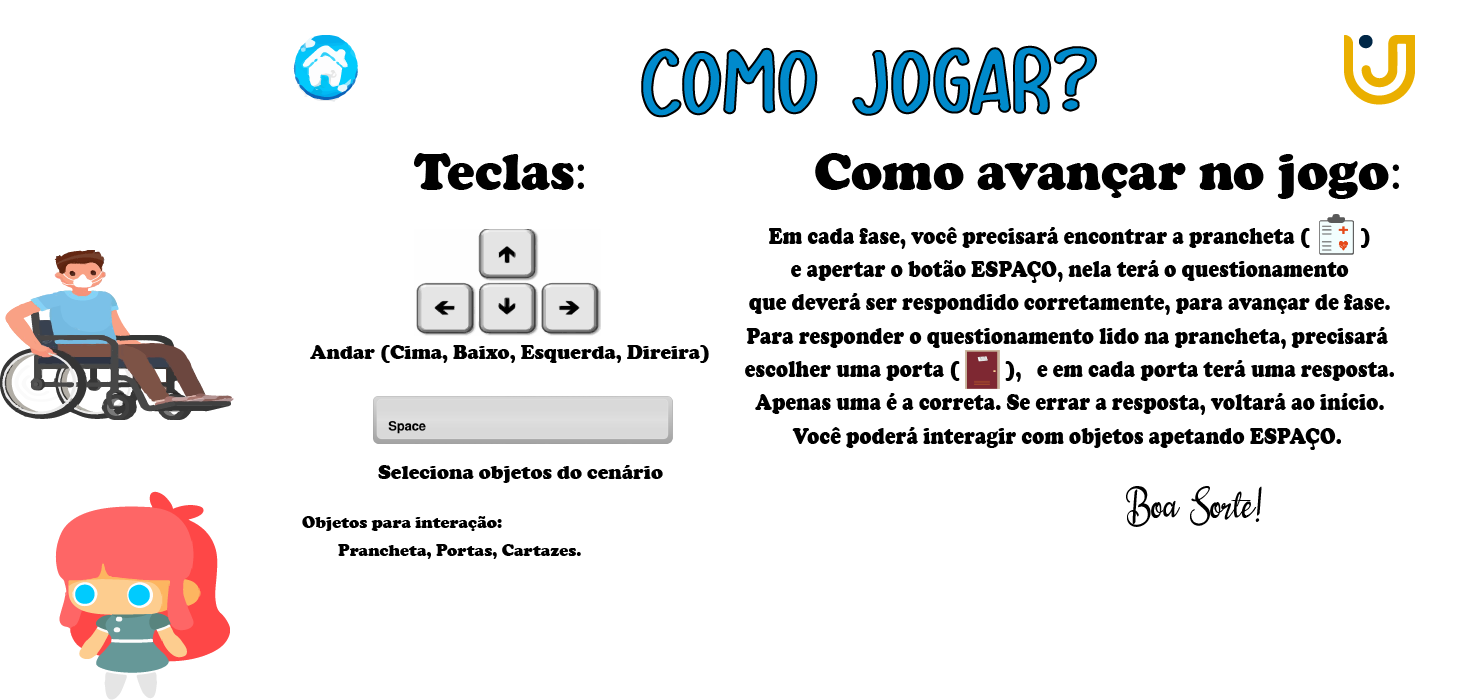 COMO JOGAR?
Teclas:
Andar (Cima, Baixo, Esquerda, Direira)
Space
Seleciona objetos do cenário
Objetos para interação:
Prancheta, Portas, Cartazes.
Como avançar no jogo:
Em cada fase, você precisará encontrar a prancheta ( )
e apertar o botão ESPAÇO, nela terá o questionamento
que deverá ser respondido corretamente, para avançar de fase.
Para responder o questionamento lido na prancheta, precisará
escolher uma porta ( ), e em cada porta terá uma resposta.
Apenas uma é a correta. Se errar a resposta, voltará ao início.
Você poderá interagir com objetos apetando ESPAÇO.
Boa Sorte!